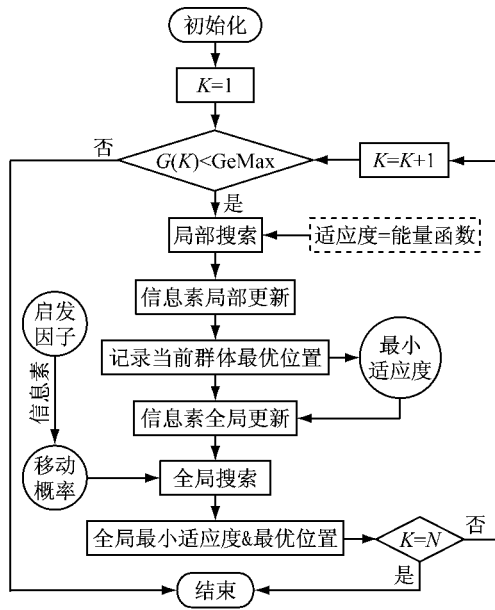 初始化
K=1
否
G(K)<GeMax
K=K+1
是
局部搜索
适应度=能量函数
信息素局部更新
启发
因子
记录当前群体最优位置
最小
适应度
信息素
信息素全局更新
移动
概率
全局搜索
全局最小适应度&最优位置
K=N
否
是
结束